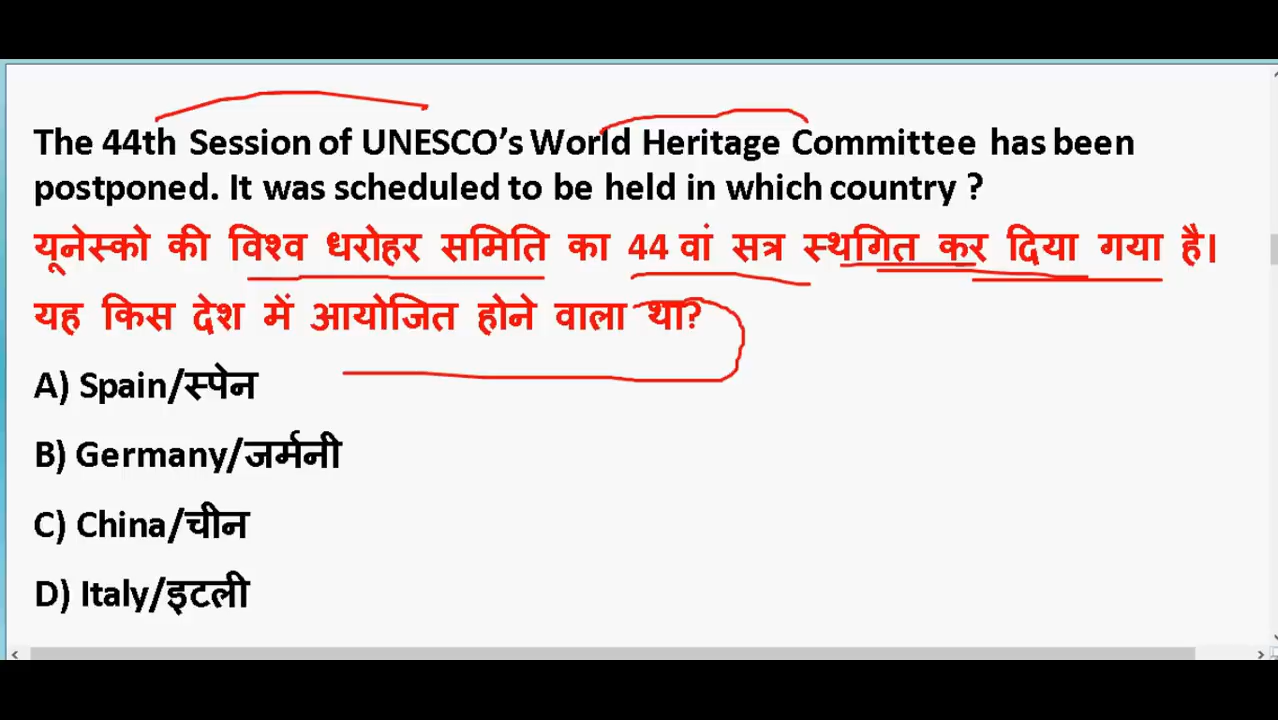 The 44th Session of UNESCO’s World Heritage Committee has been
postponed. It was scheduled to be held in which country ?
यूनेस्को की विश्व धरोहर समिति का 44 वां सत्र स्थगित कर दिया गया है।
यह किस देश में आयोजित होने वाला था?
A) Spain/स्पेन
B) Germany/जर्मनी
C) China/चीन
D) Italy/इटली